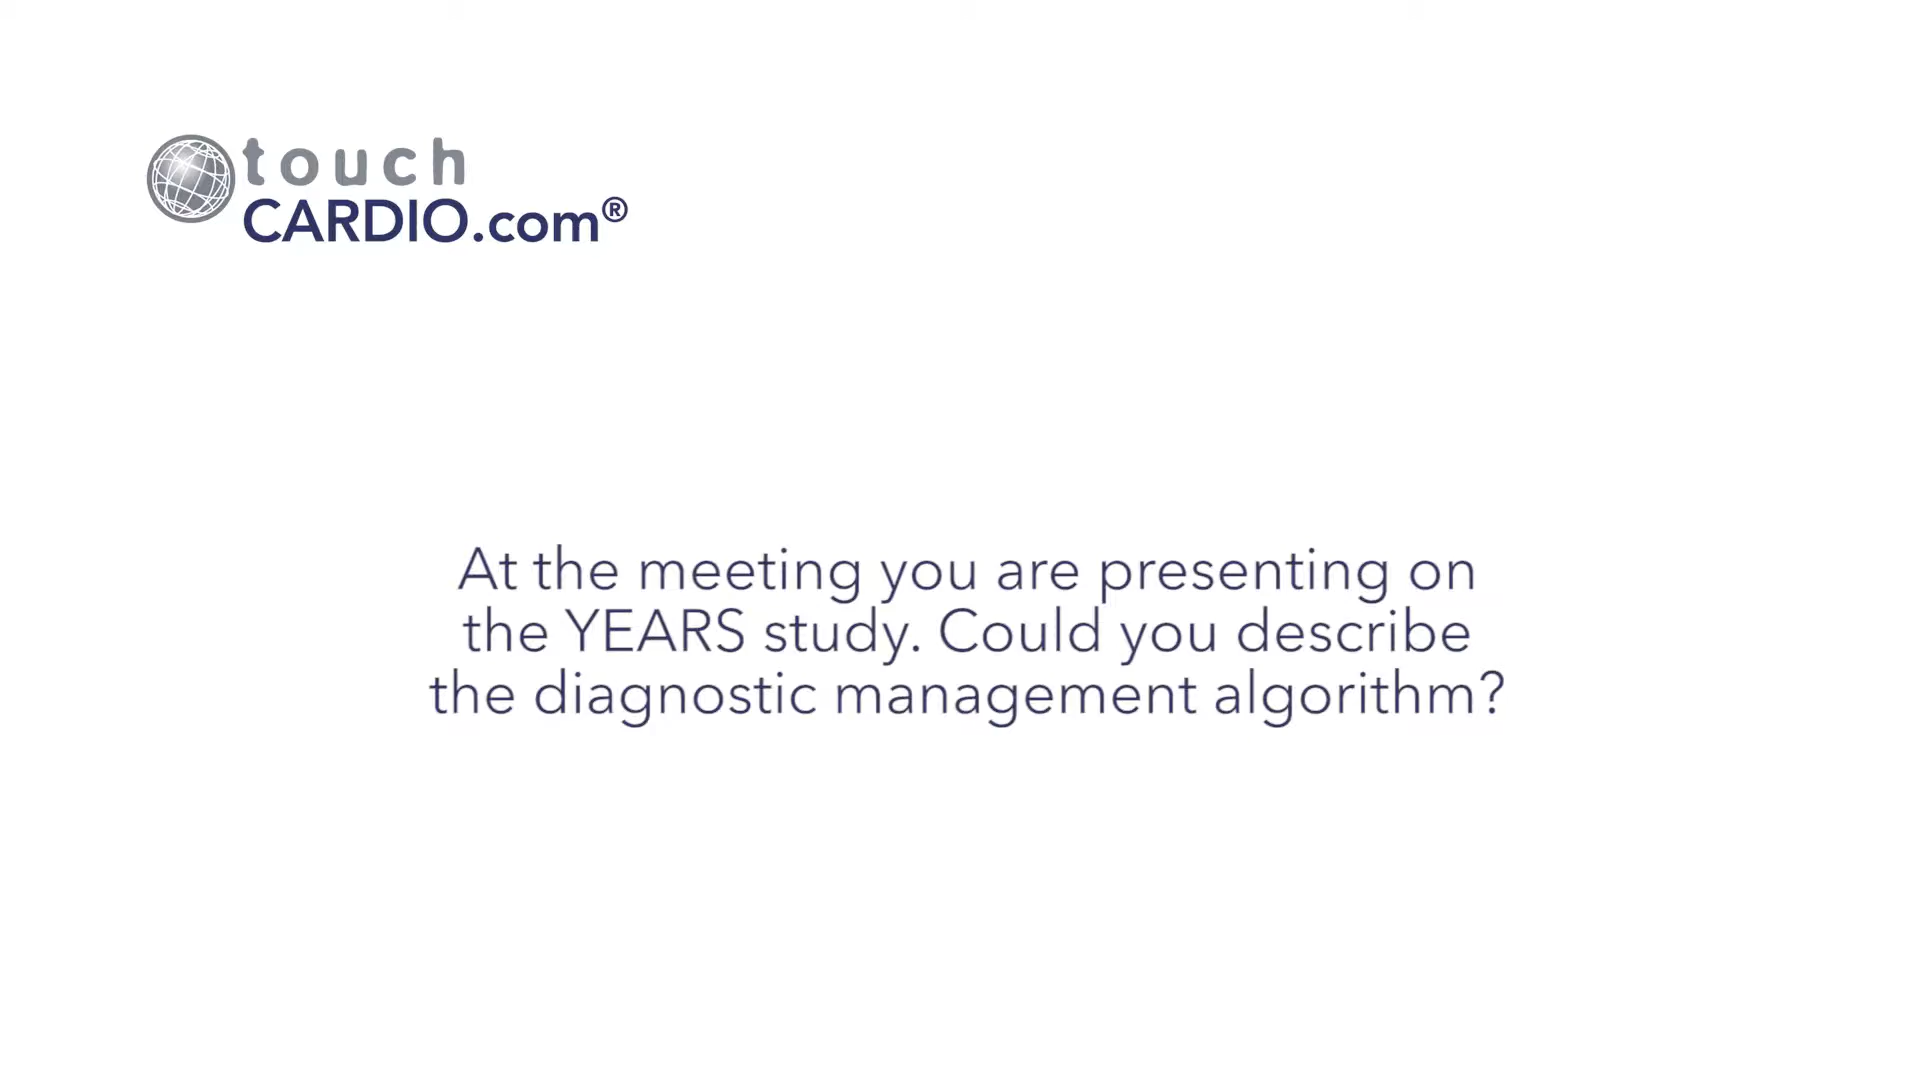 touch
CARDIO.com®
At the meeting you are presenting on
the YEARS study. Could you describe
the diagnostic management algorithm?